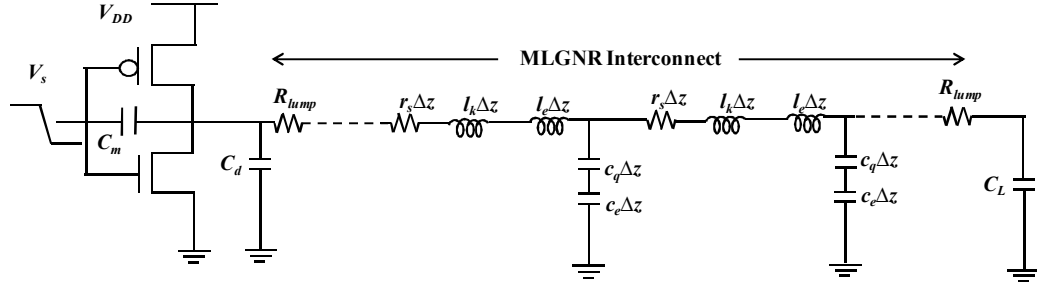 V_DD
V_s
C_m
C_d
MLGNR Interconnect
R_lump
r_sΔz
l_kΔz
l_eΔz
r_sΔz
l_kΔz
l_eΔz
R_lump
c_qΔz
c_eΔz
c_qΔz
c_eΔz
C_L